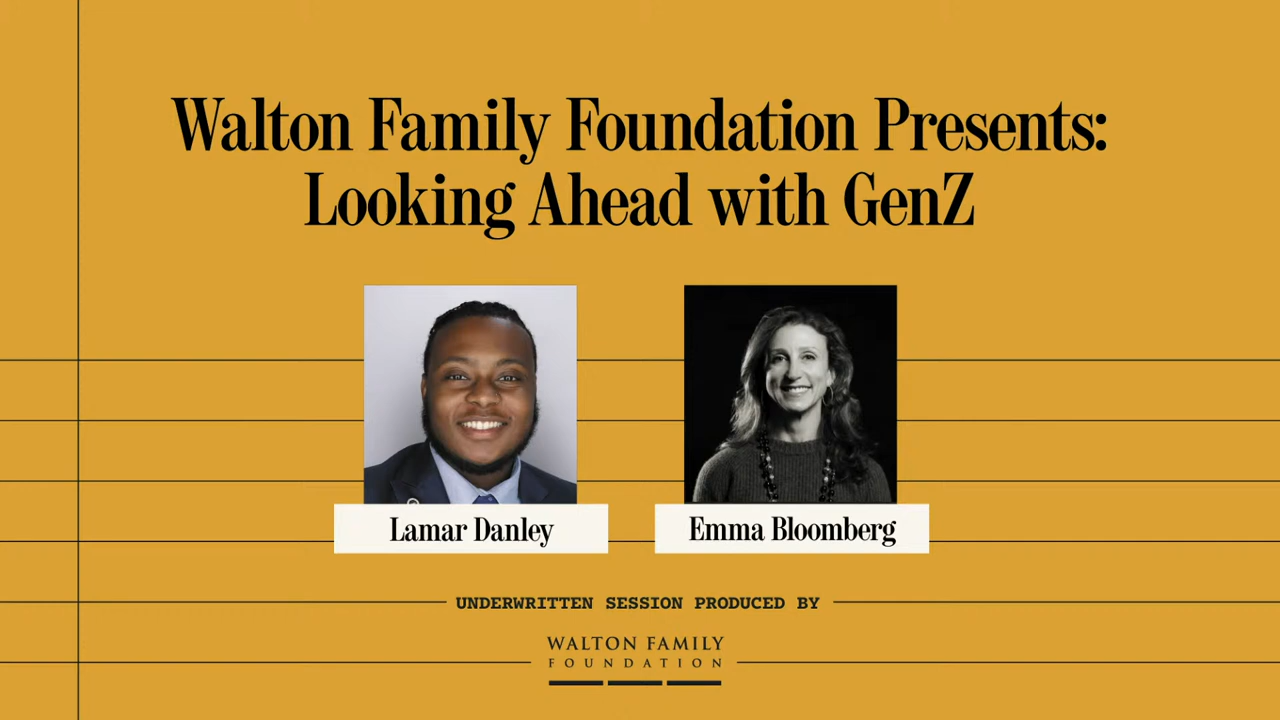 Walton Family Foundation Presents:
Looking Ahead with GenZ
Lamar Danley
Emma Bloomberg
UNDERWRITTEN SESSION PRODUCED BY
WALTON FAMILY
FOUNDATION